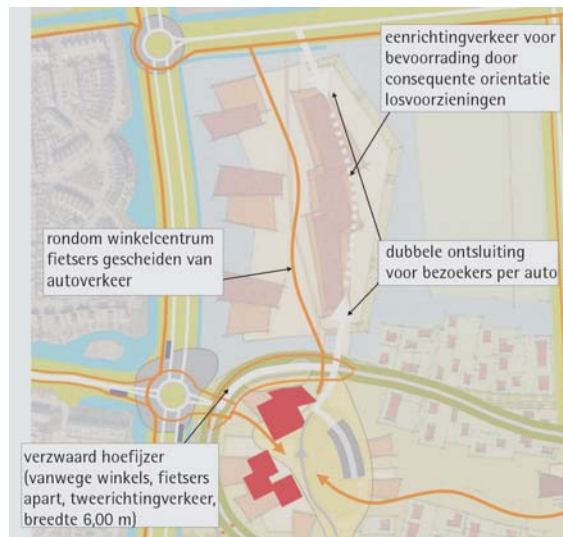 eenrichtingverkeer voor
bevoorrading door
consequente orientatie
losvoorzieningen
rondom winkelcentrum
fietsers gescheiden van
autoverkeer
dubbele ontsluiting
voor bezoekers per auto
verzwaard hoefijzer
(vanwege winkels, fietsers
apart, tweerichtingverkeer,
breedte 6,00 m)